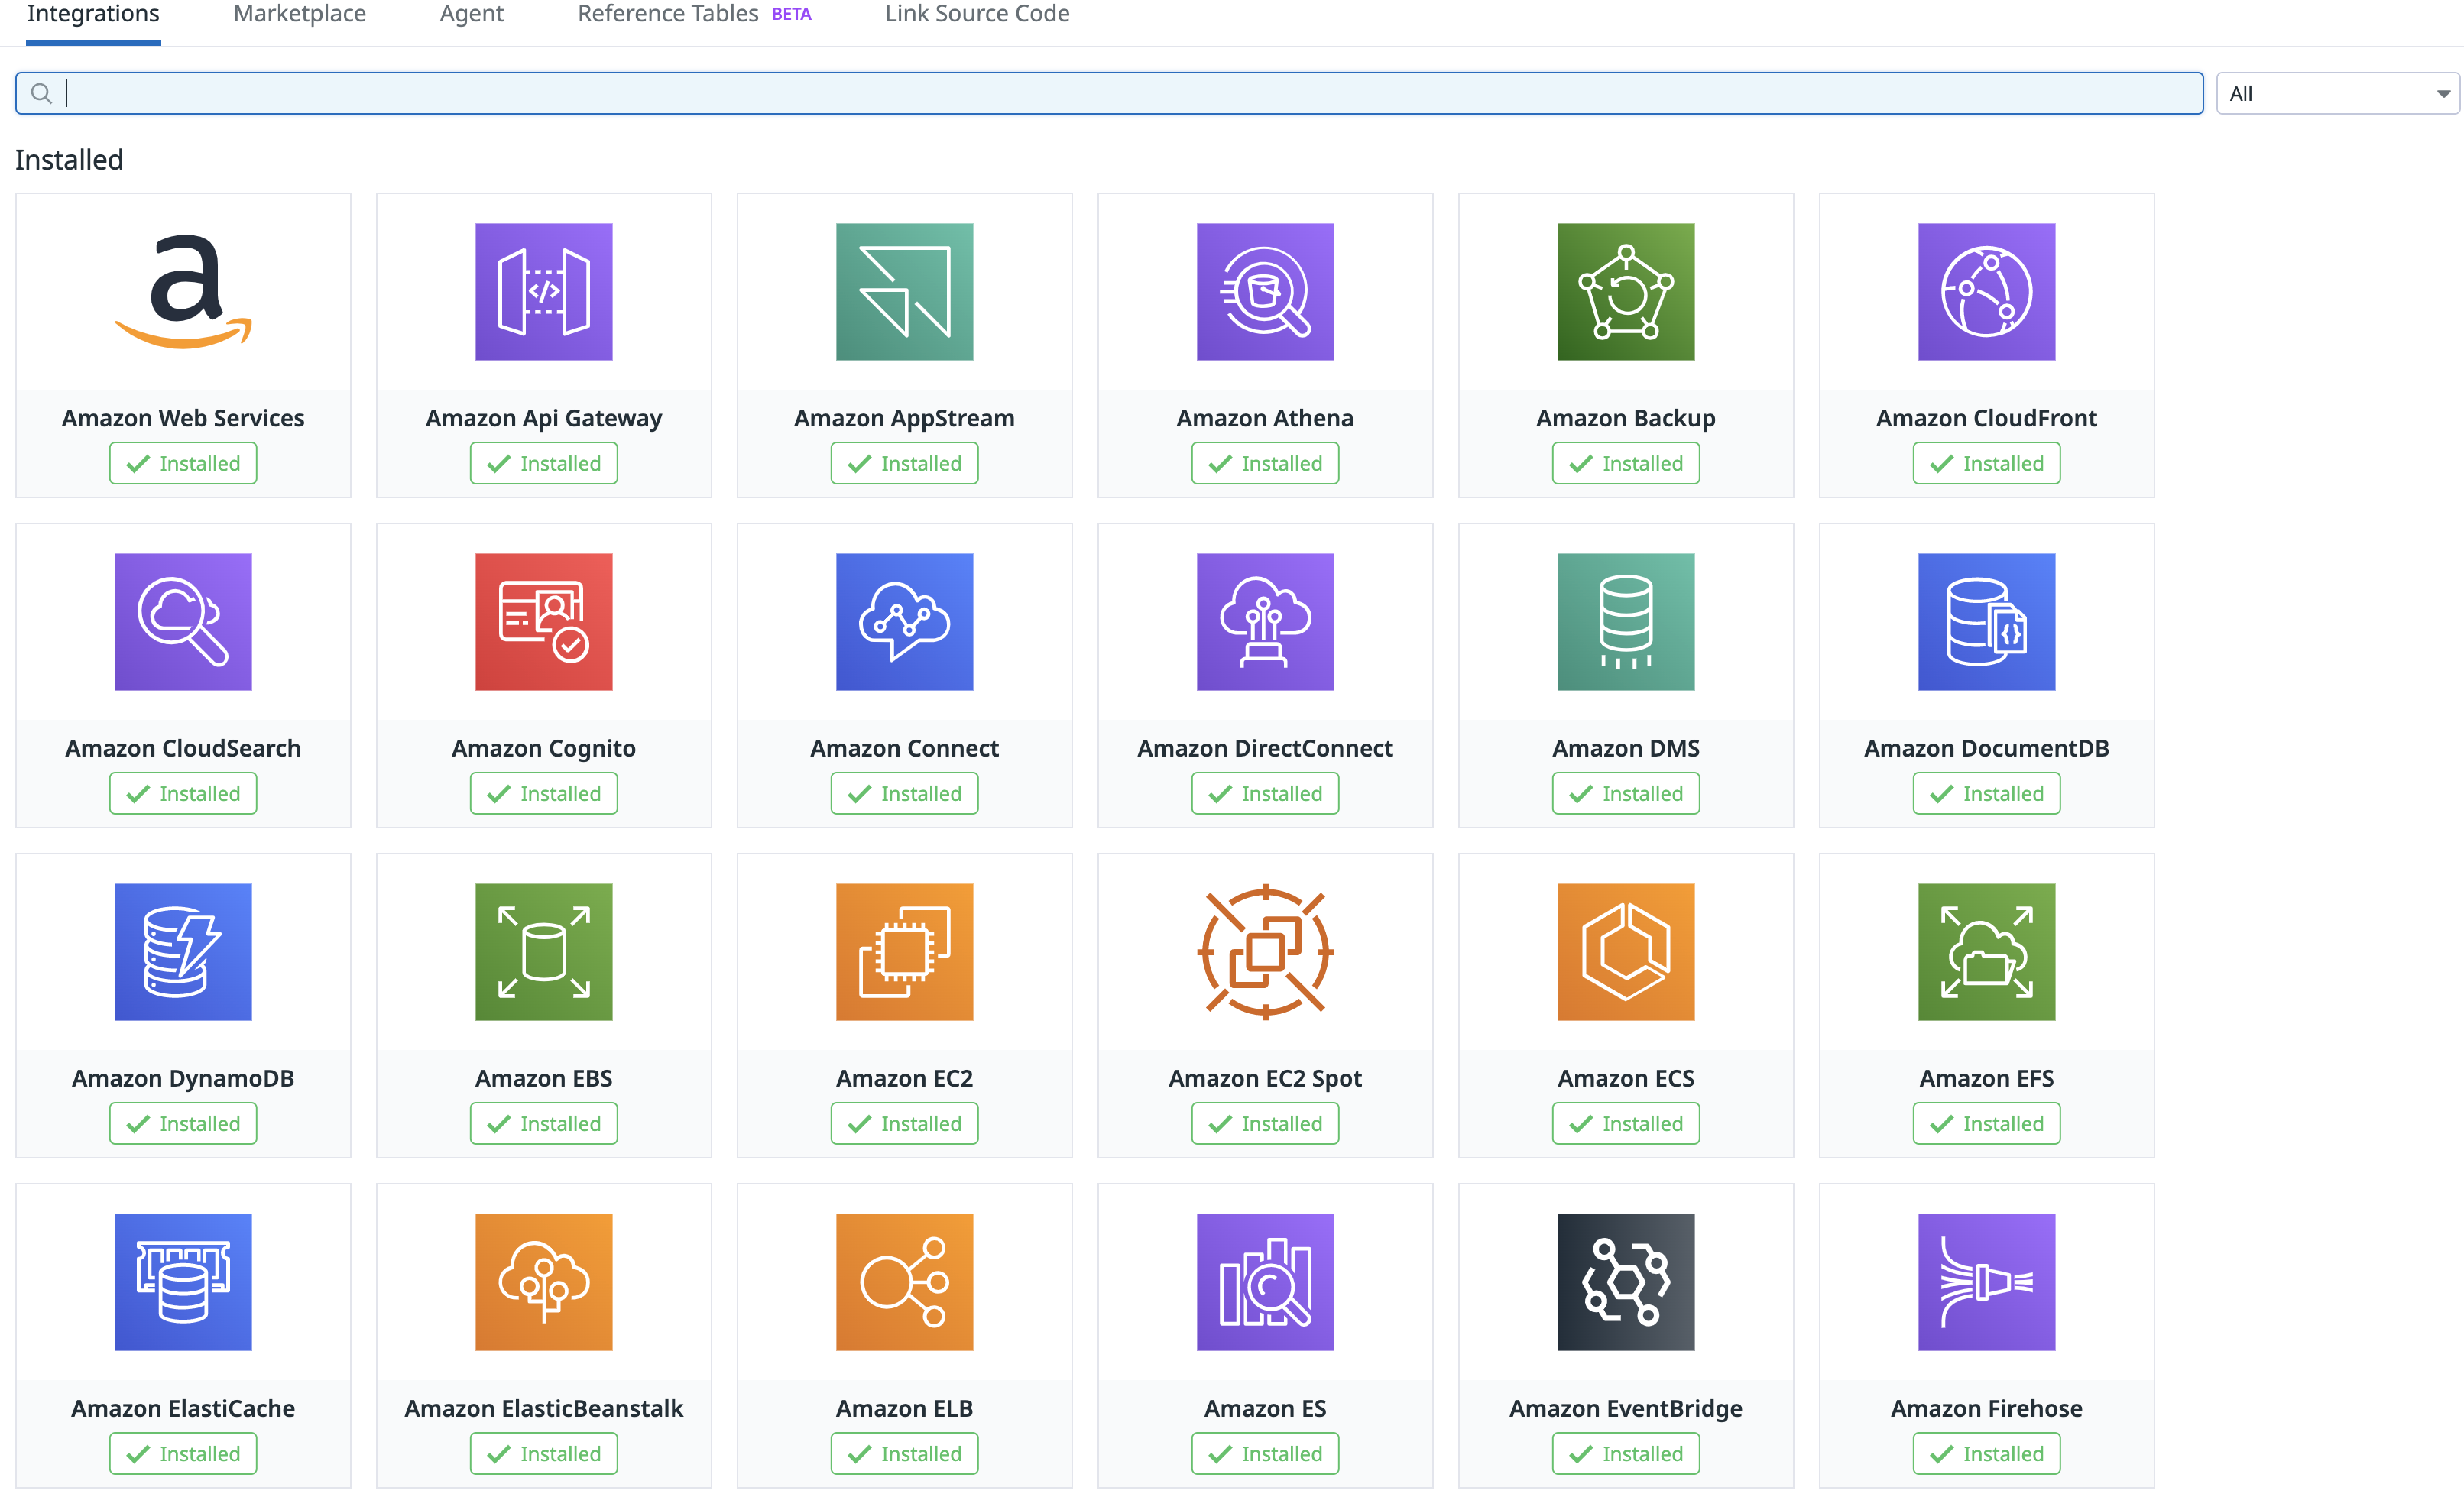 Integrations Marketplace Agent Reference Tables BETA Link Source Code
All
Installed
Amazon Web Services Amazon Api Gateway Amazon AppStream Amazon Athena Amazon Backup Amazon CloudFront
Installed Installed Installed Installed Installed Installed
Amazon CloudSearch Amazon Cognito Amazon Connect Amazon DirectConnect Amazon DMS Amazon DocumentDB
Installed Installed Installed Installed Installed Installed
Amazon DynamoDB Amazon EBS Amazon EC2 Amazon EC2 Spot Amazon ECS Amazon EFS
Installed Installed Installed Installed Installed Installed
Amazon ElastiCache Amazon ElasticBeanstalk Amazon ELB Amazon ES Amazon EventBridge Amazon Firehose
Installed Installed Installed Installed Installed Installed